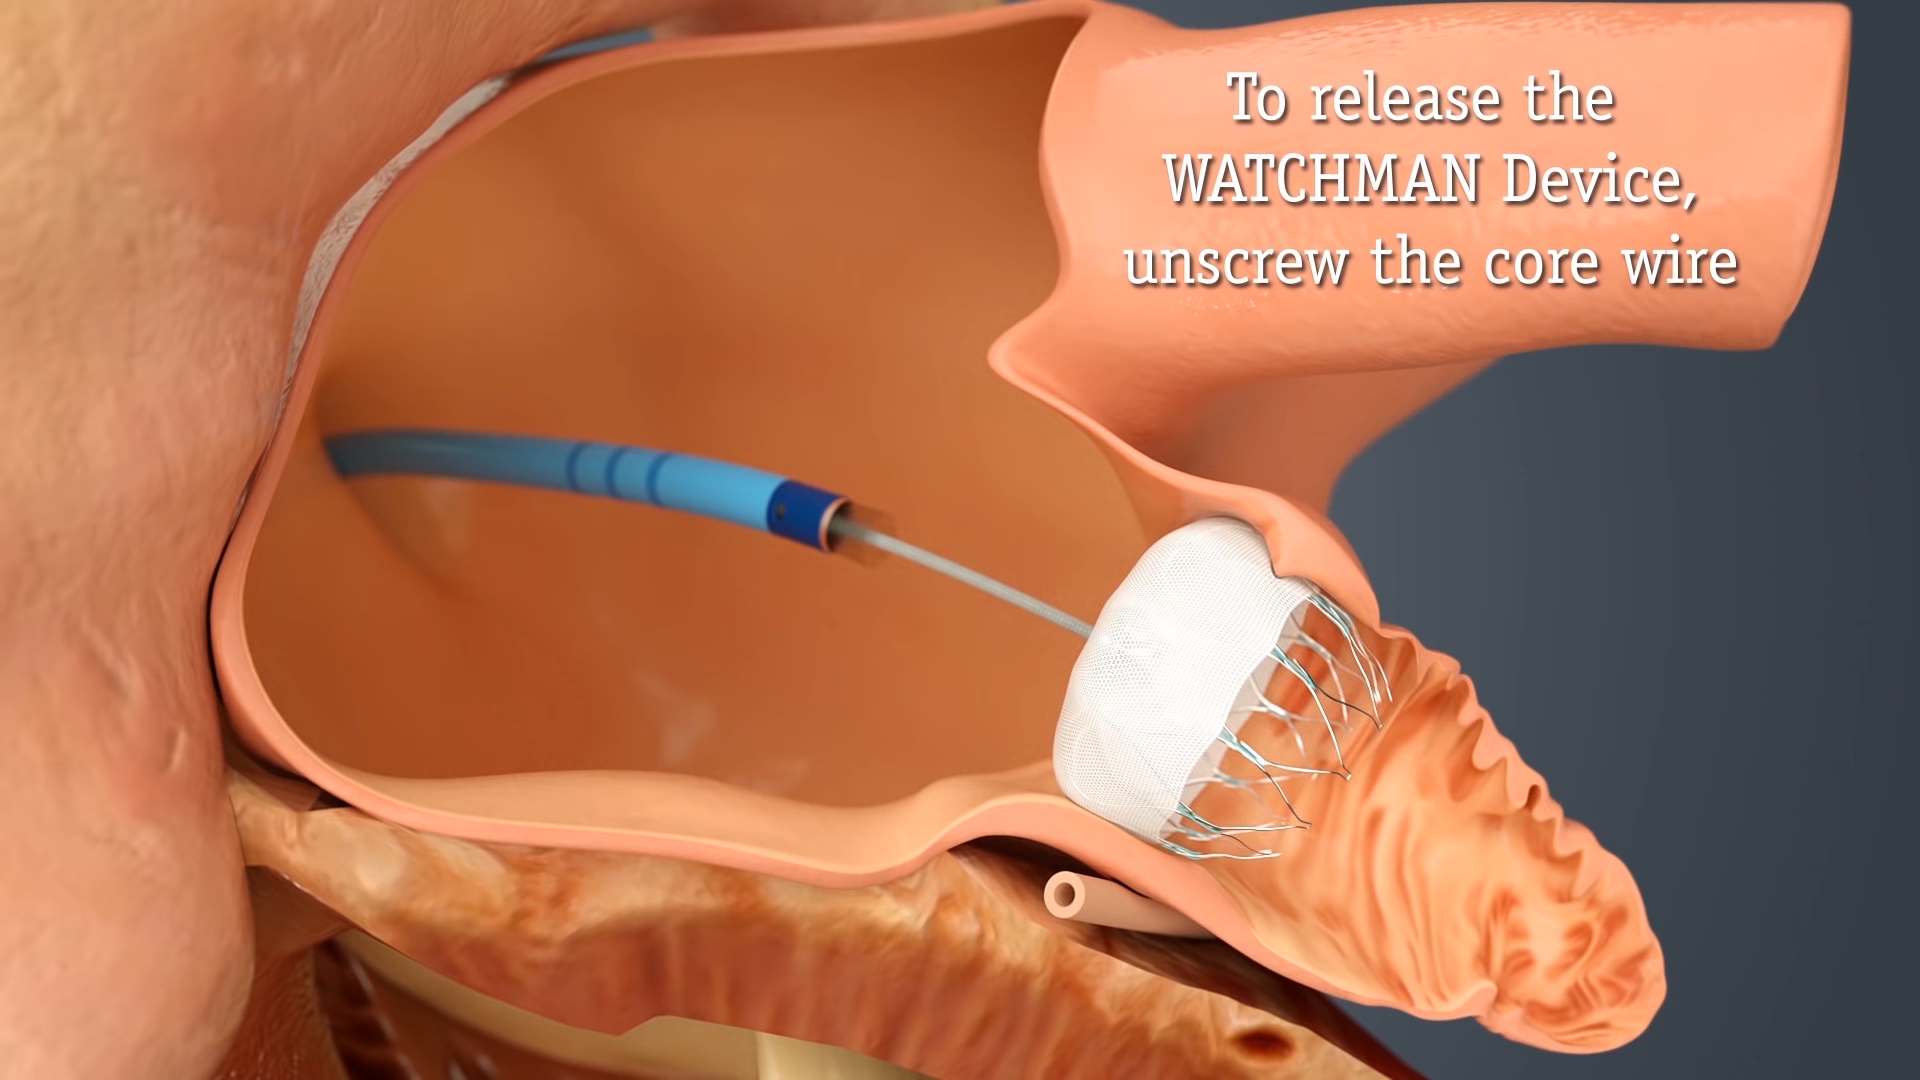 To release the
WATCHMAN Device,
unscrew the core wire